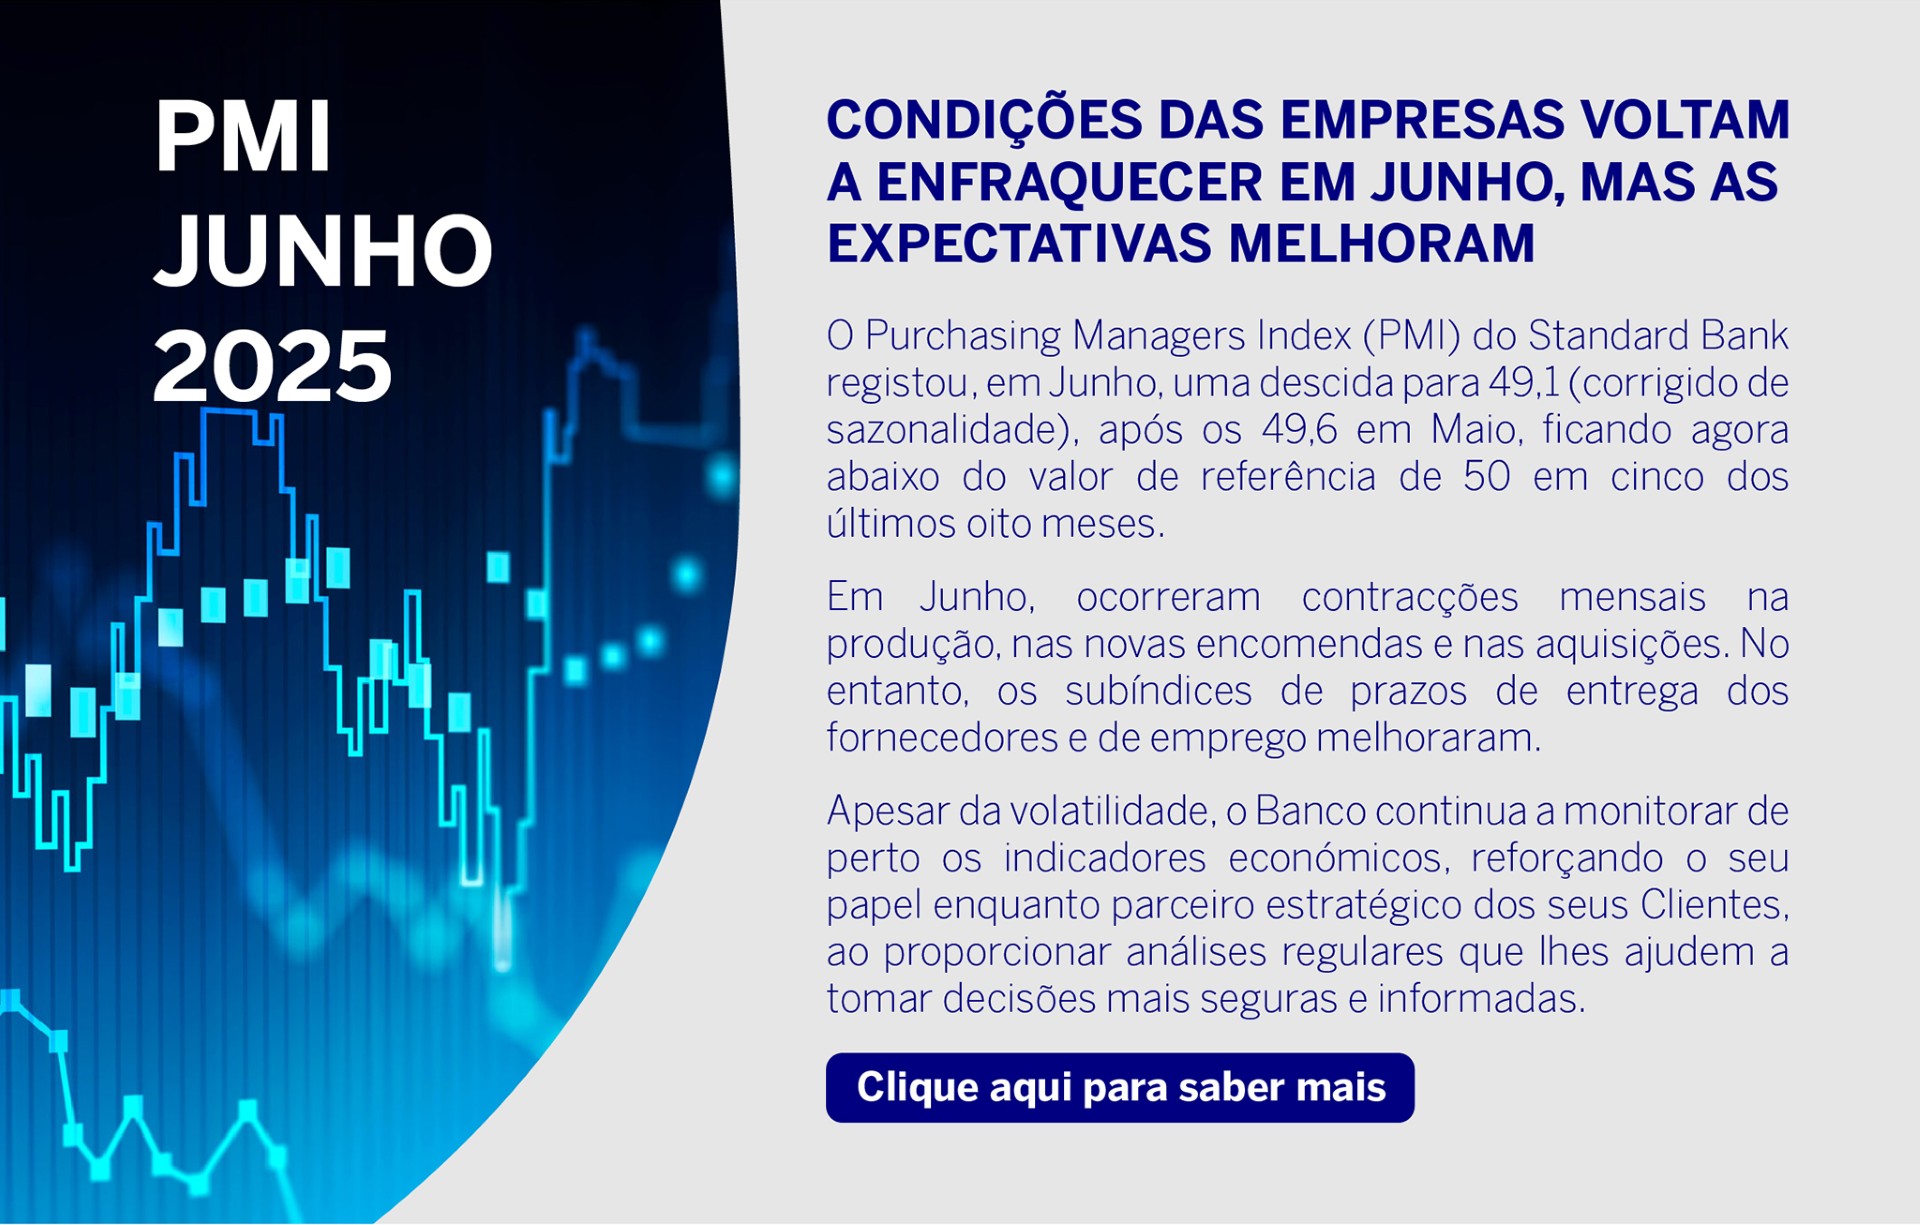 PMI
JUNHO
2025
CONDIÇÕES DAS EMPRESAS VOLTAM
A ENFRAQUECER EM JUNHO, MAS AS
EXPECTATIVAS MELHORAM
O Purchasing Managers Index (PMI) do Standard Bank
registou, em Junho, uma descida para 49,1 (corrigido de
sazonalidade), após os 49,6 em Maio, ficando agora
abaixo do valor de referência de 50 em cinco dos
últimos oito meses.
Em Junho, ocorreram contracções mensais na
produção, nas novas encomendas e nas aquisições. No
entanto, os subíndices de prazos de entrega dos
fornecedores e de emprego melhoraram.
Apesar da volatilidade, o Banco continua a monitorar de
perto os indicadores económicos, reforçando o seu
papel enquanto parceiro estratégico dos seus Clientes,
ao proporcionar análises regulares que lhes ajudem a
tomar decisões mais seguras e informadas.
Clique aqui para saber mais